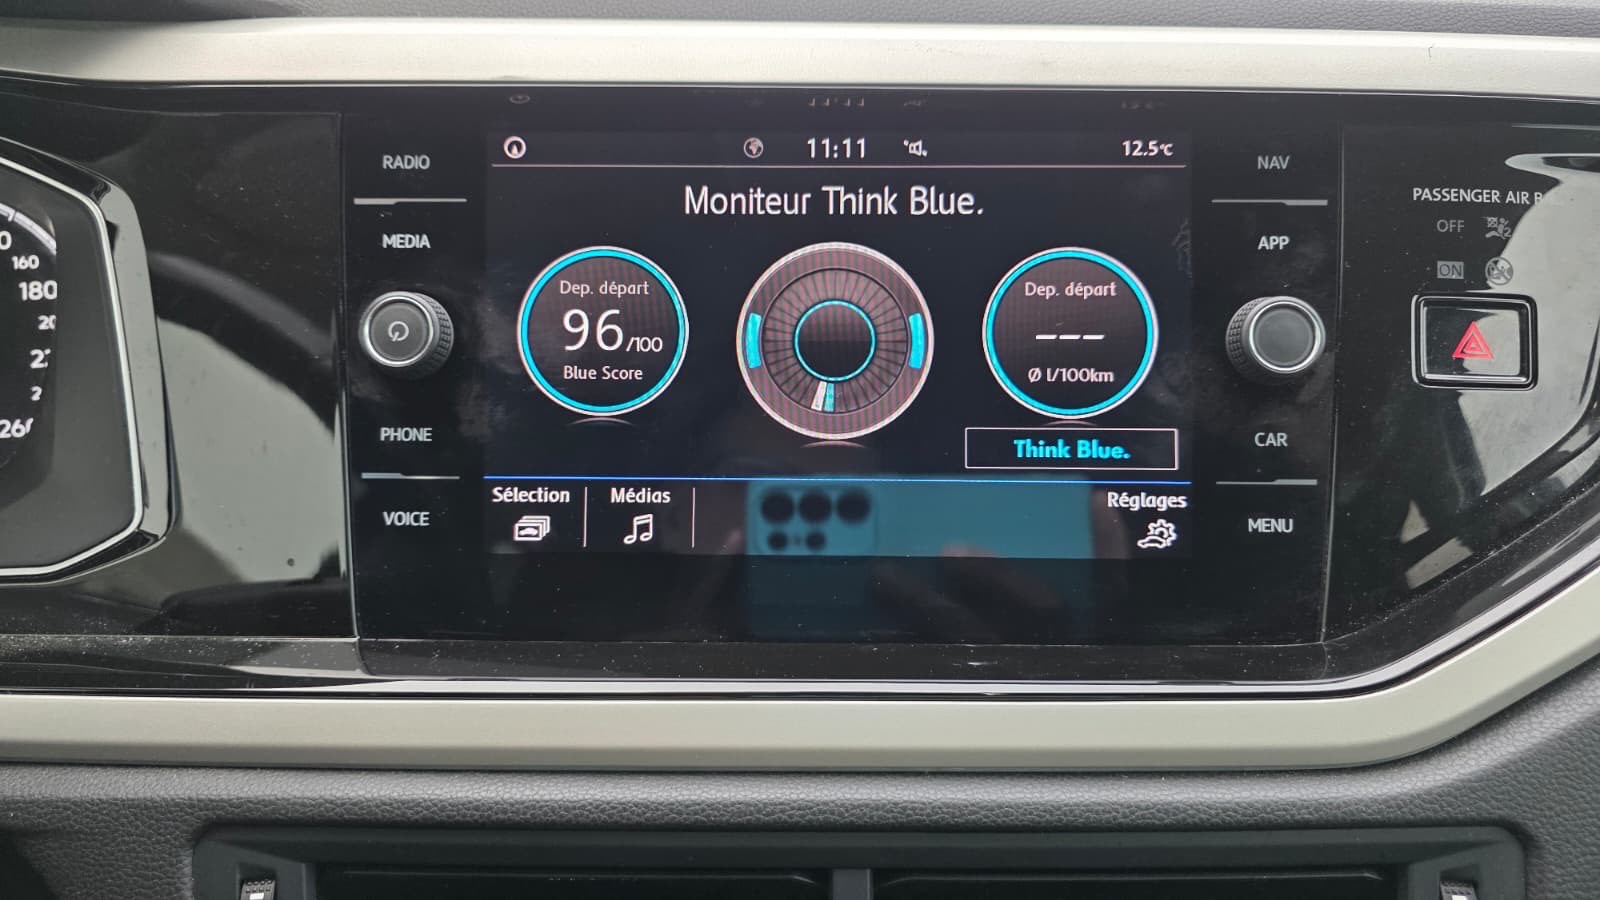 RADIO
MEDIA
PHONE
VOICE
11:11
12.5°C
Moniteur Think Blue.
Dep. départ
96/100
Blue Score
Dep. départ
---
Ø l/100km
Think Blue.
Sélection
Médias
Réglages
NAV
APP
CAR
MENU
PASSENGER AIR
OFF
ON
160
180